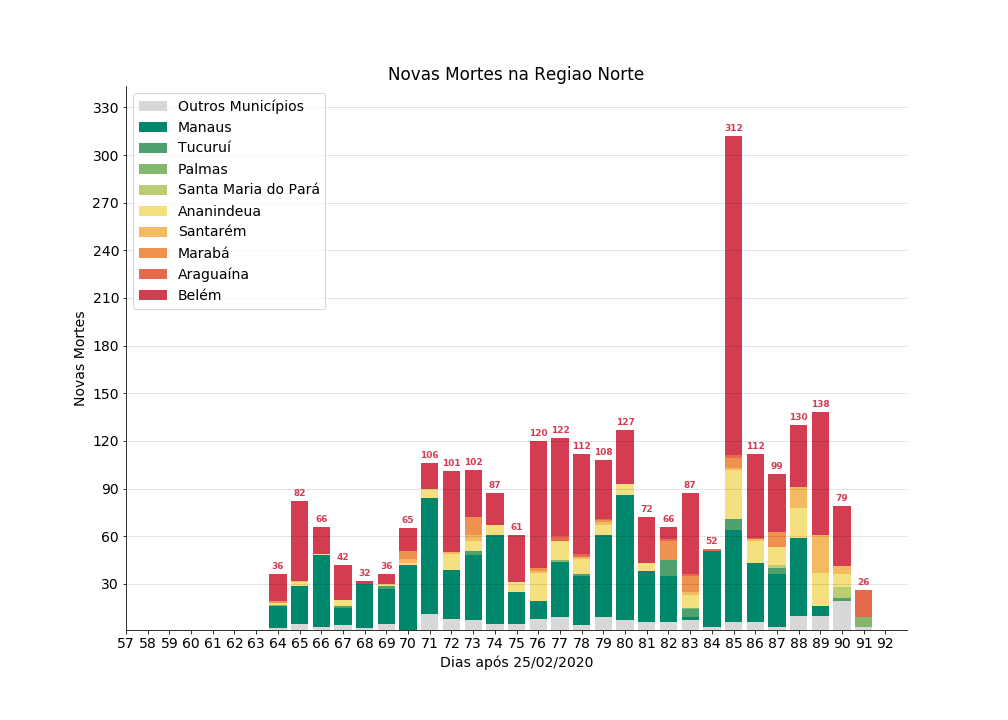 Novas Mortes na Regiao Norte
Outros Municípios
Manaus
Tucuruí
Palmas
Santa Maria do Pará
Ananindeua
Santarém
Marabá
Araguaína
Belém
Novas Mortes
330
300
270
240
210
180
150
120
90
60
30
36 82 66 42 32 36 65 106 101 102 87 61 120 122 112 108 127 72 66 87 52 312 112 99 130 138 79 26
57 58 59 60 61 62 63 64 65 66 67 68 69 70 71 72 73 74 75 76 77 78 79 80 81 82 83 84 85 86 87 88 89 90 91 92
Dias após 25/02/2020